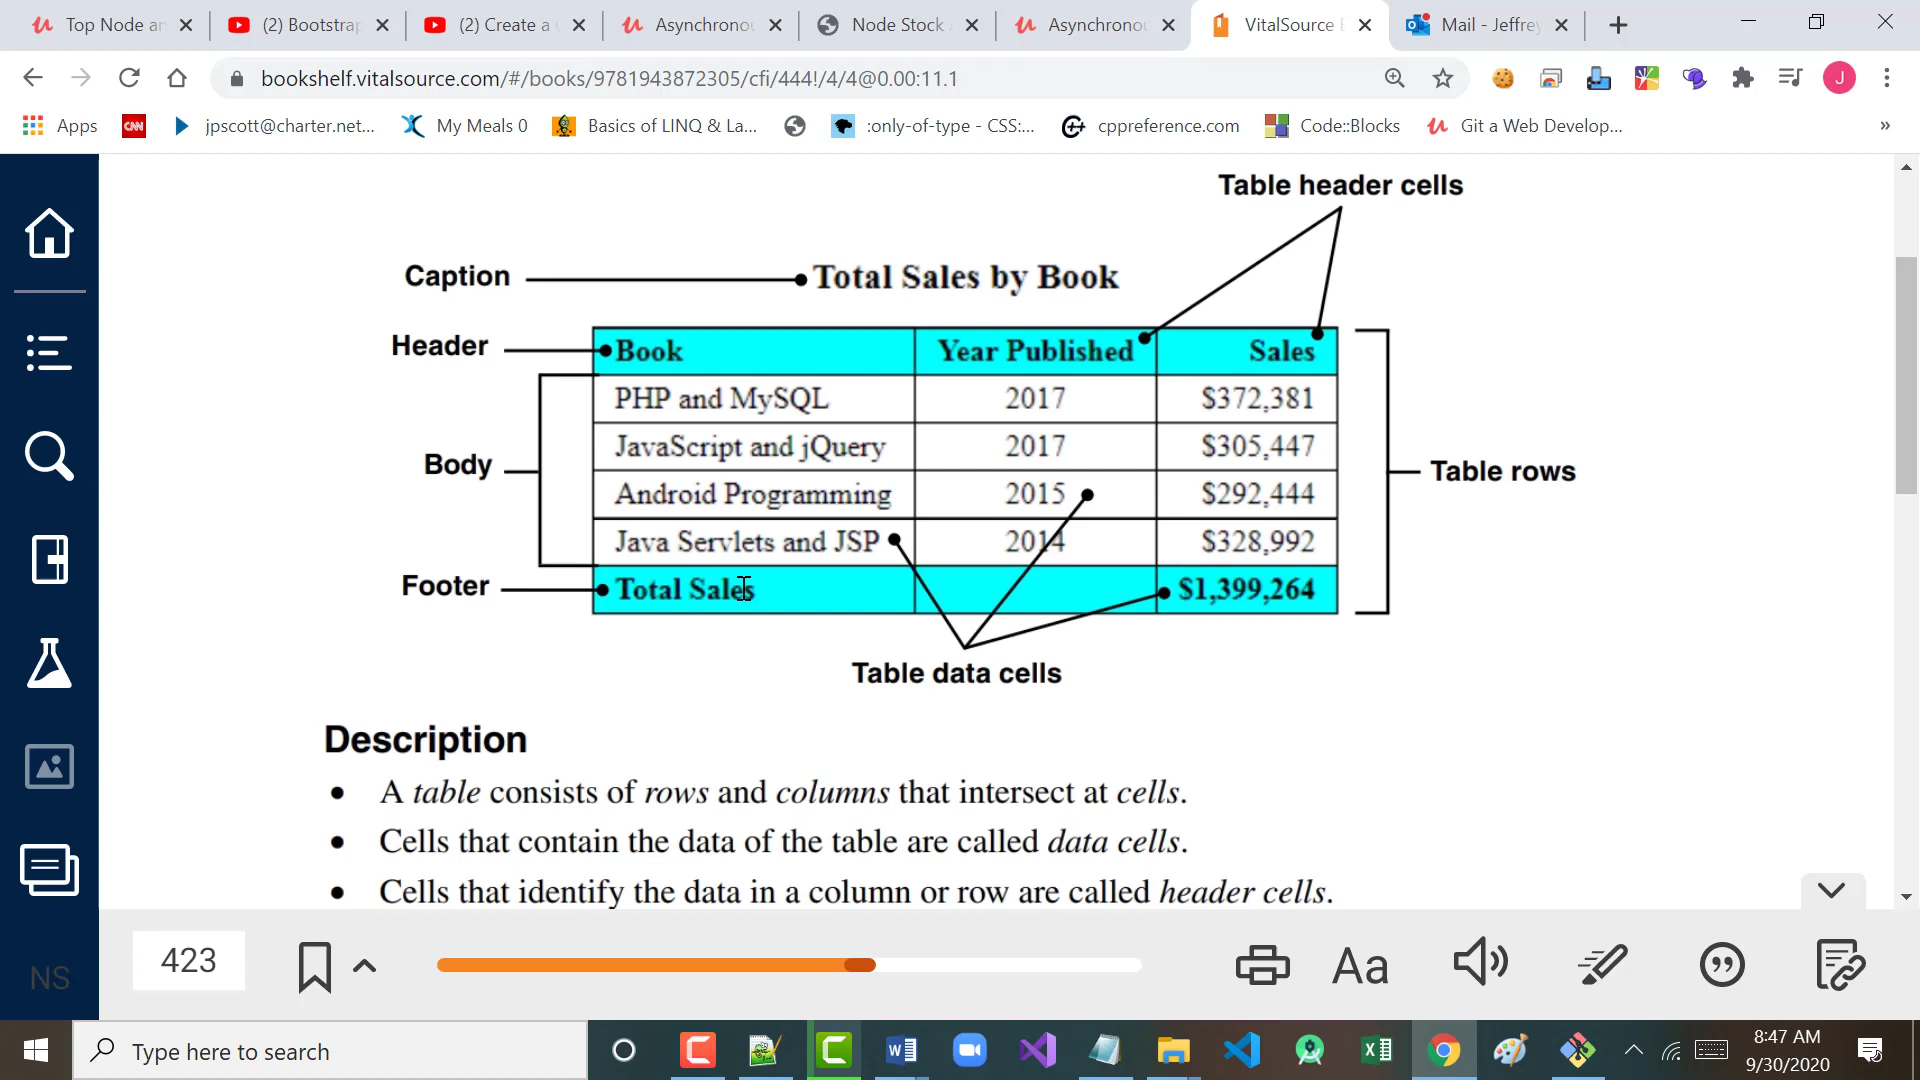 Top Node an
(2) Bootstrap
(2) Create a
Asynchrono
Node Stock
Asynchrono
VitalSource
Mail - Jeffrey
bookshelf.vitalsource.com/#/books/9781943872305/cfi/444!/4/4@0.00:11.1
J
Apps
CNN
jpscott@charter.net...
My Meals 0
Basics of LINQ & La...
:only-of-type - CSS:...
cppreference.com
Code::Blocks
Git a Web Develop...
»
Table header cells
Caption
Total Sales by Book
Header
Book Year Published Sales
PHP and MySQL 2017 $372,381
JavaScript and jQuery 2017 $305,447
Body
Table rows
Android Programming 2015 $292,444
Java Servlets and JSP 2014 $328,992
Footer
Total Sales $1,399,264
Table data cells
Description
• A table consists of rows and columns that intersect at cells.
• Cells that contain the data of the table are called data cells.
• Cells that identify the data in a column or row are called header cells.
NS
423
Aa
Type here to search
8:47 AM
9/30/2020